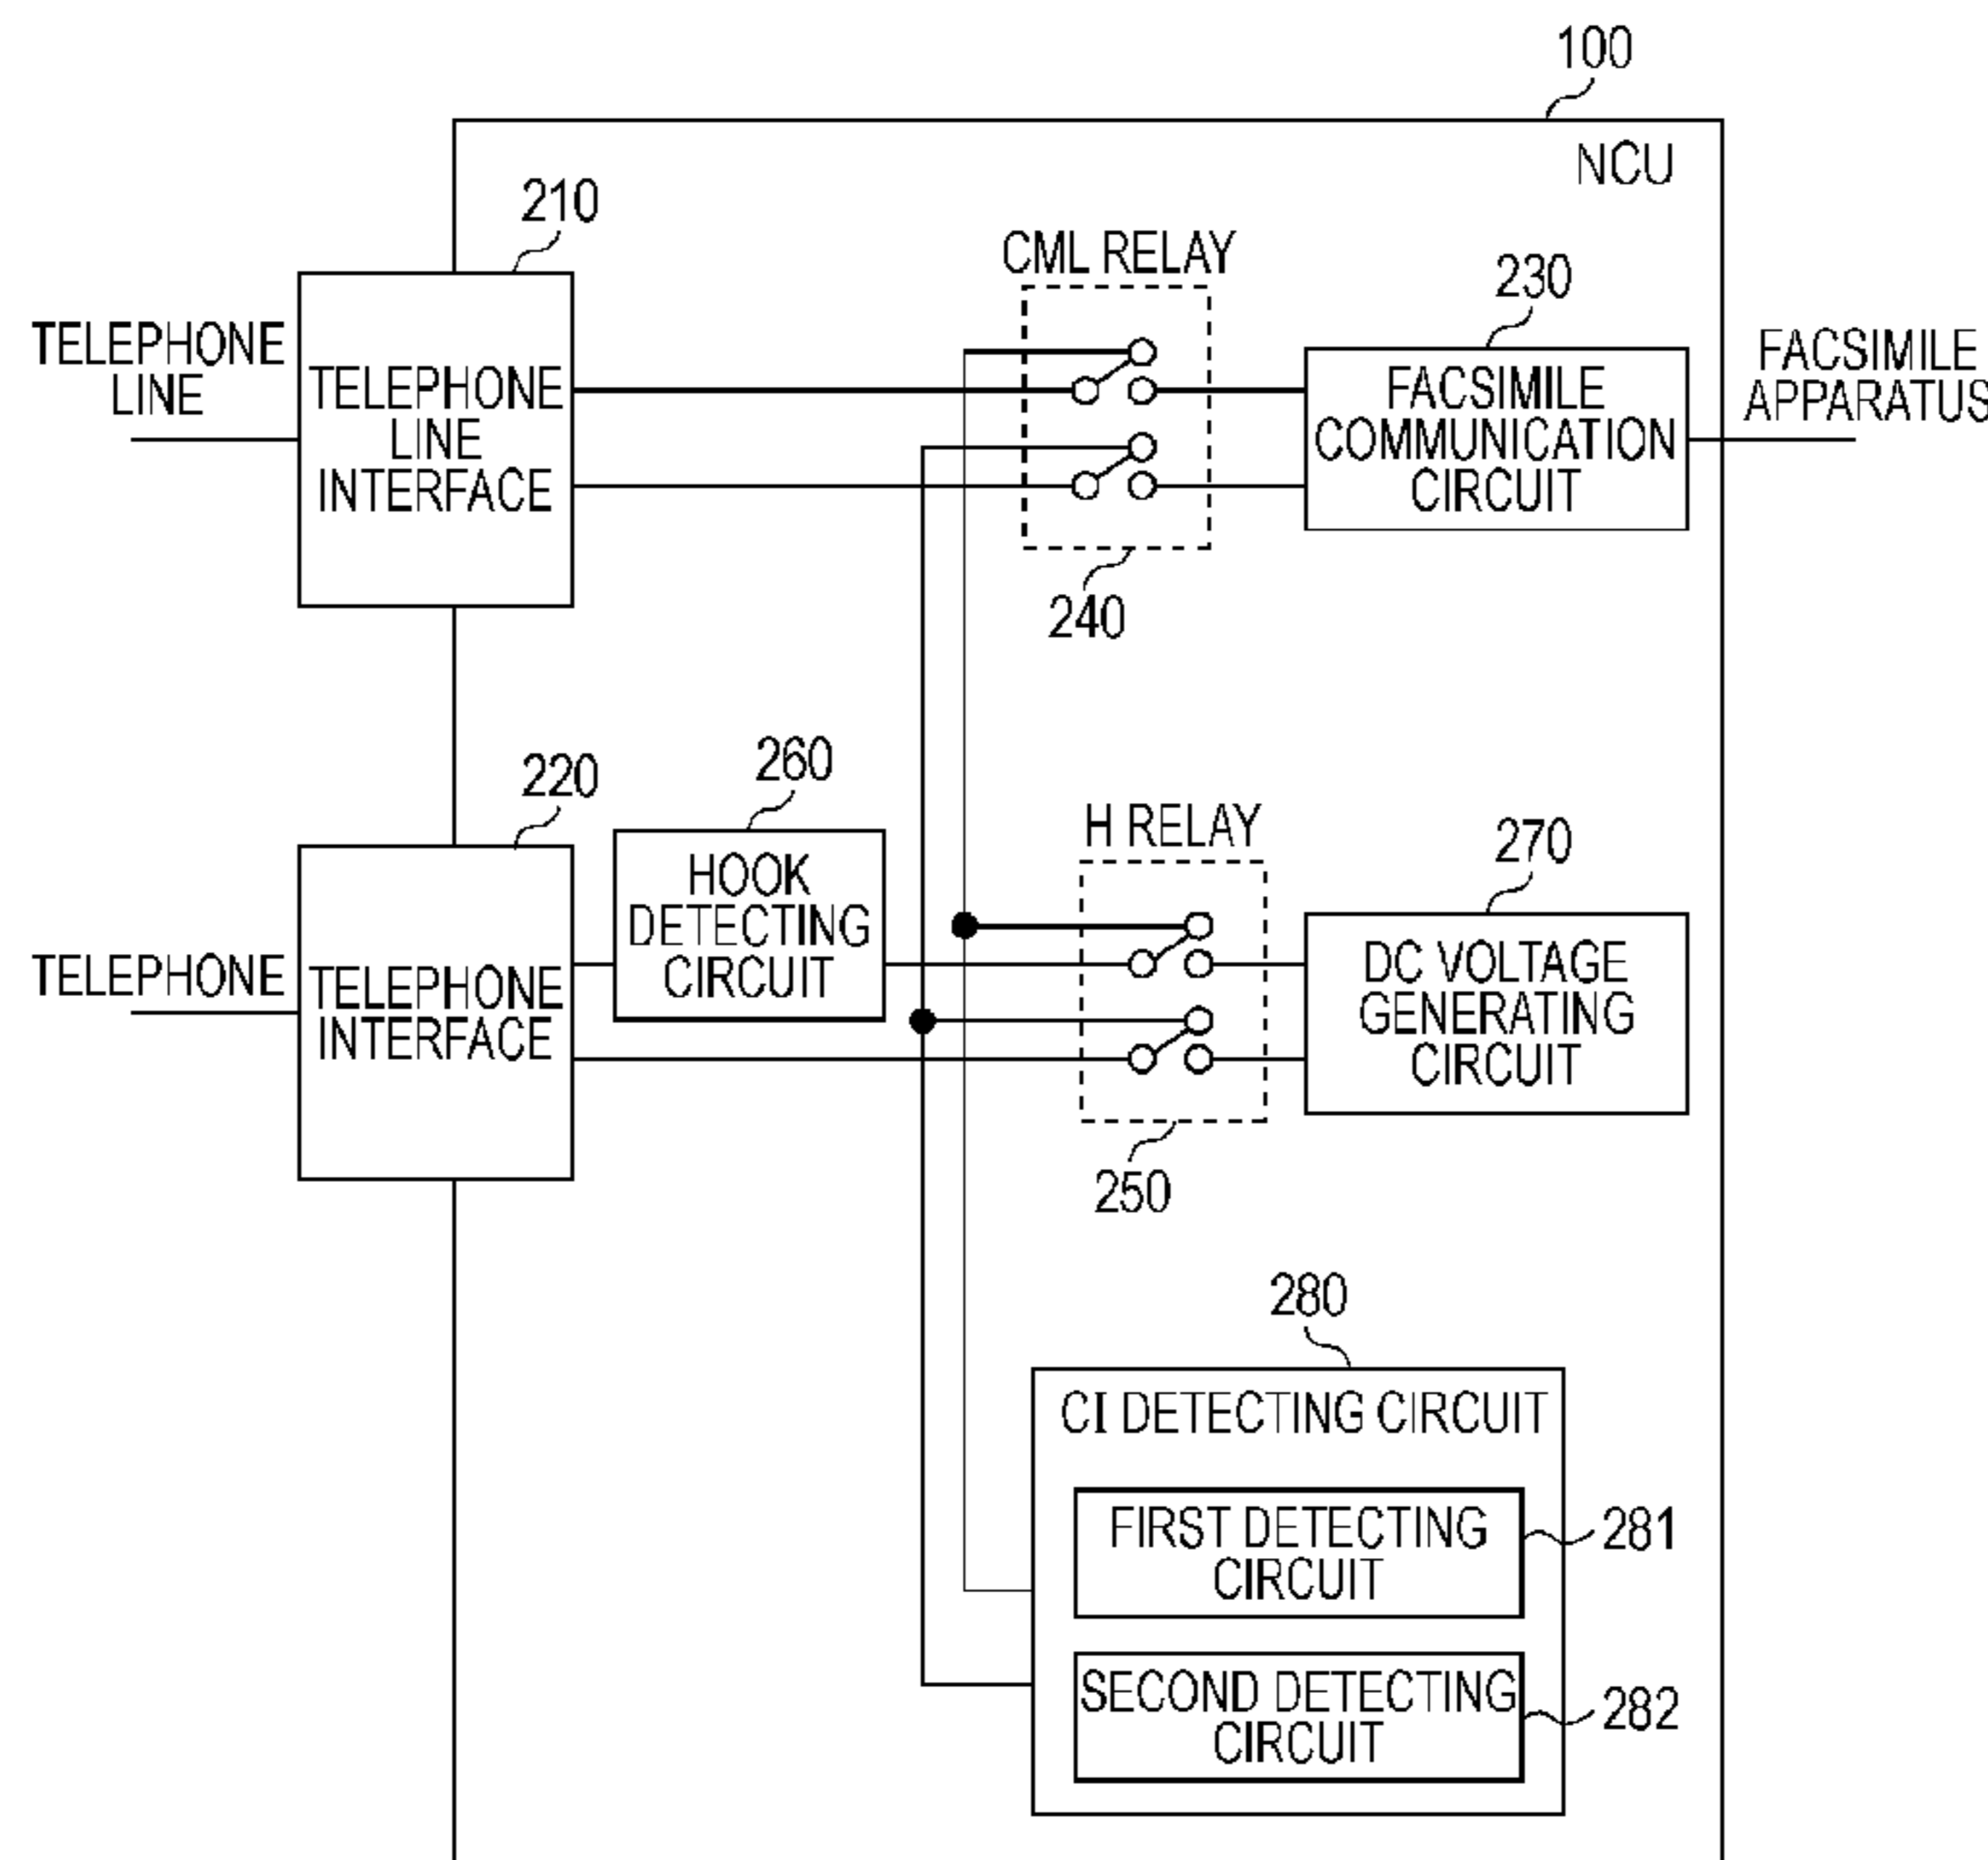 100
NCU
210
CML RELAY
230
TELEPHONE
LINE
TELEPHONE
LINE
INTERFACE
FACSIMILE
COMMUNICATION
CIRCUIT
FACSIMILE
APPARATUS
240
220
260
H RELAY
270
HOOK
DETECTING
CIRCUIT
TELEPHONE
TELEPHONE
INTERFACE
DC VOLTAGE
GENERATING
CIRCUIT
250
280
CI DETECTING CIRCUIT
FIRST DETECTING
CIRCUIT
281
SECOND DETECTING
CIRCUIT
282